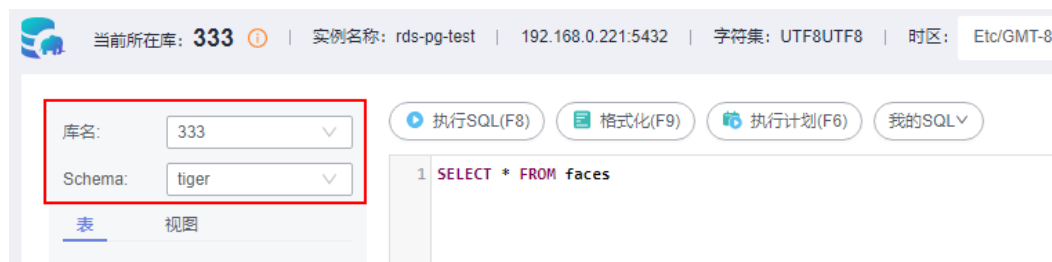 当前所在库: 333 | 实例名称: rds-pg-test | 192.168.0.221:5432 | 字符集: UTF8UTF8 | 时区: Etc/GMT-8
库名: 333
Schema: tiger
表 视图
执行SQL(F8) 格式化(F9) 执行计划(F6) 我的SQL
1 SELECT * FROM faces